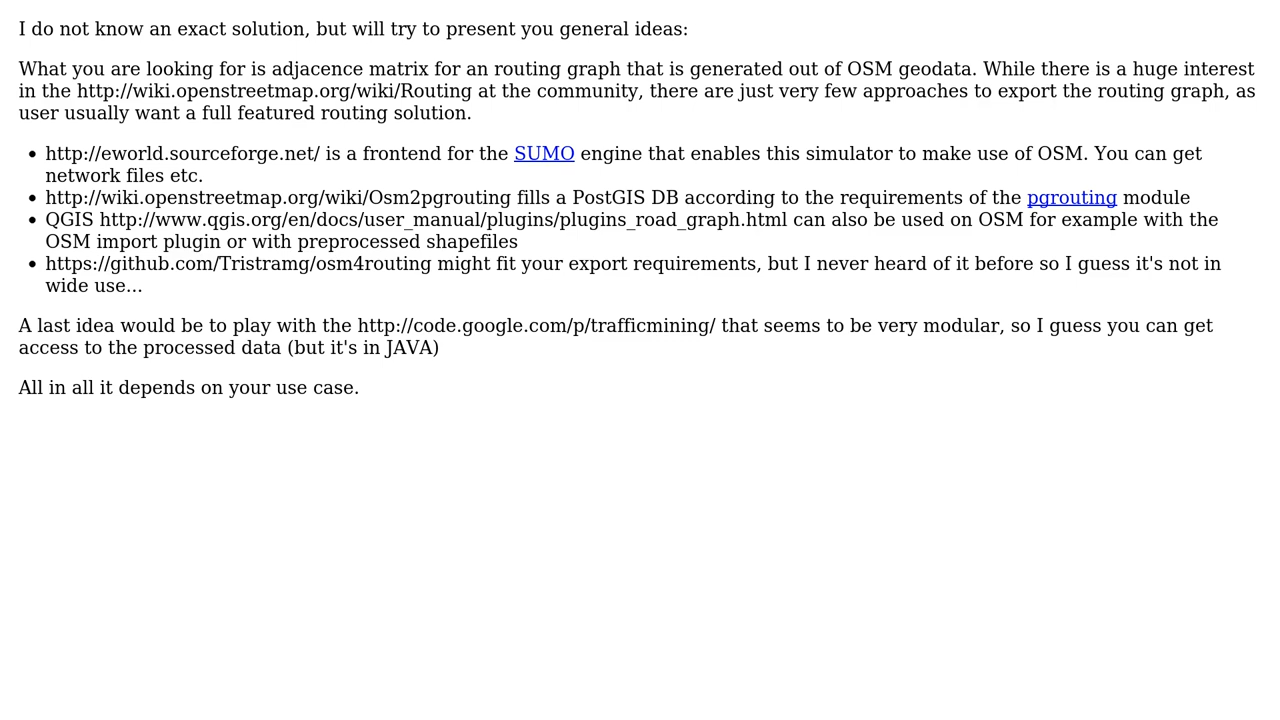 I do not know an exact solution, but will try to present you general ideas:
What you are looking for is adjacence matrix for an routing graph that is generated out of OSM geodata. While there is a huge interest
in the http://wiki.openstreetmap.org/wiki/Routing at the community, there are just very few approaches to export the routing graph, as
user usually want a full featured routing solution.
• http://eworld.sourceforge.net/ is a frontend for the SUMO engine that enables this simulator to make use of OSM. You can get
network files etc.
• http://wiki.openstreetmap.org/wiki/Osm2pgrouting fills a PostGIS DB according to the requirements of the pgrouting module
• QGIS http://www.qgis.org/en/docs/user_manual/plugins/plugins_road_graph.html can also be used on OSM for example with the
OSM import plugin or with preprocessed shapefiles
• https://github.com/Tristramg/osm4routing might fit your export requirements, but I never heard of it before so I guess it's not in
wide use...
A last idea would be to play with the http://code.google.com/p/trafficmining/ that seems to be very modular, so I guess you can get
access to the processed data (but it's in JAVA)
All in all it depends on your use case.